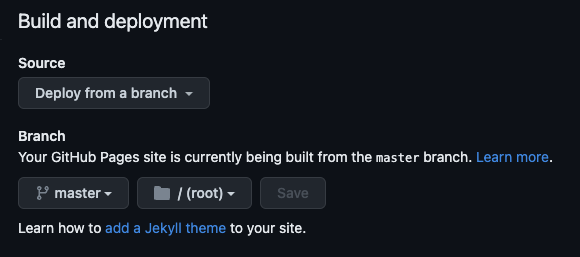 Build and deployment
Source
Deploy from a branch
Branch
Your GitHub Pages site is currently being built from the master branch. Learn more.
master / (root) Save
Learn how to add a Jekyll theme to your site.